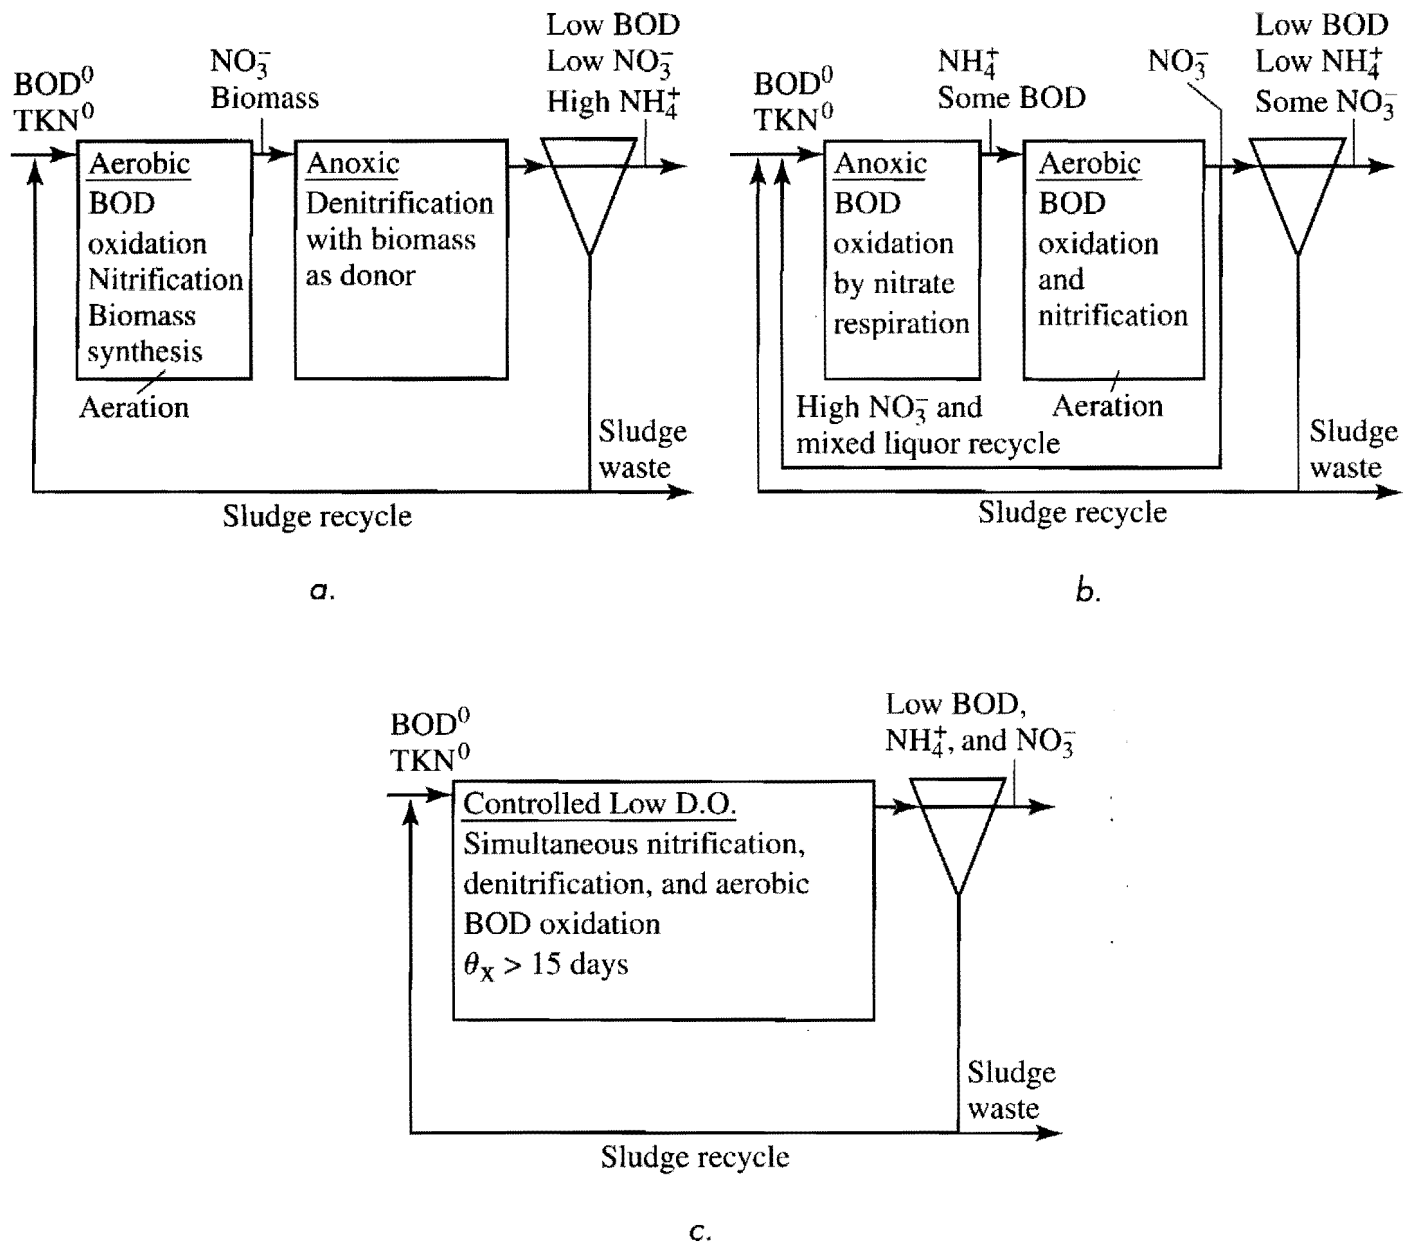 BOD⁰
TKN⁰
NO₃⁻
Biomass
Low BOD
Low NO₃⁻
High NH₄⁺
Aerobic
BOD
oxidation
Nitrification
Biomass
synthesis
Aeration
Anoxic
Denitrification
with biomass
as donor
Sludge
waste
Sludge recycle
a.
BOD⁰
TKN⁰
NH₄⁺
Some BOD
NO₃⁻
Low BOD
Low NH₄⁺
Some NO₃⁻
Anoxic
BOD
oxidation
by nitrate
respiration
Aerobic
BOD
oxidation
and
nitrification
Aeration
High NO₃⁻ and
mixed liquor recycle
Sludge
waste
Sludge recycle
b.
BOD⁰
TKN⁰
Low BOD,
NH₄⁺, and NO₃⁻
Controlled Low D.O.
Simultaneous nitrification,
denitrification, and aerobic
BOD oxidation
θₓ > 15 days
Sludge
waste
Sludge recycle
c.